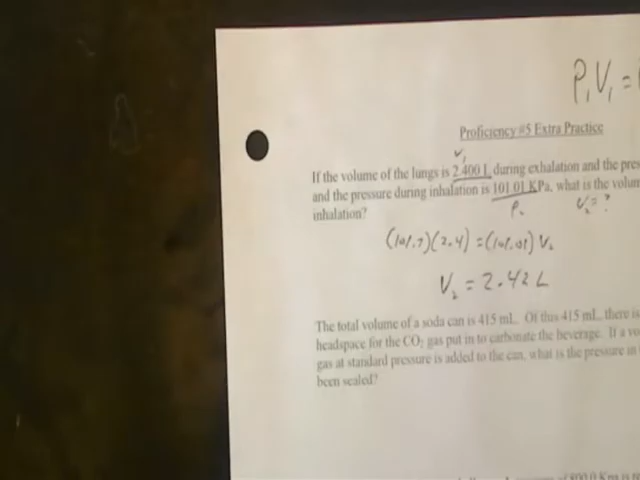 P₁V₁ =
Proficiency #5 Extra Practice
V₁
If the volume of the lungs is 2.400 L during exhalation and the pres
and the pressure during inhalation is 101.01 KPa, what is the volum
inhalation?
P₂ V₂ = ?
(101.7)(2.4) = (101.01) V₂
V₂ = 2.42 L
The total volume of a soda can is 415 mL. Of this 415 mL, there is
headspace for the CO₂ gas put in to carbonate the beverage. If a vo
gas at standard pressure is added to the can, what is the pressure in
been sealed?